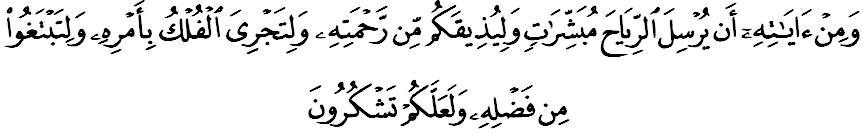 وَمِنْ ءَايَـٰتِهِۦٓ أَن يُرْسِلَ ٱلرِّيَاحَ مُبَشِّرَٰتٍ وَلِيُذِيقَكُم مِّن رَّحْمَتِهِۦ وَلِتَجْرِىَ ٱلْفُلْكُ بِأَمْرِهِۦ وَلِتَبْتَغُوا۟
مِن فَضْلِهِۦ وَلَعَلَّكُمْ تَشْكُرُونَ